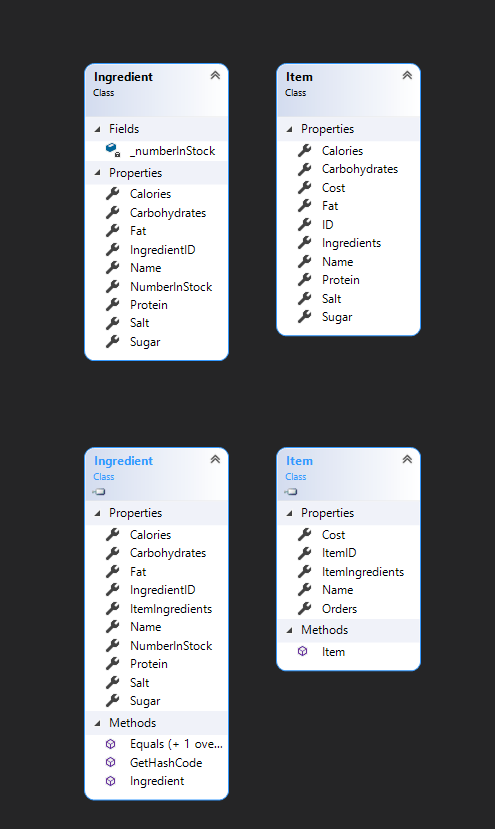 Ingredient
Class
Fields
_numberInStock
Properties
Calories
Carbohydrates
Fat
IngredientID
Name
NumberInStock
Protein
Salt
Sugar
Item
Class
Properties
Calories
Carbohydrates
Cost
Fat
ID
Ingredients
Name
Protein
Salt
Sugar
Ingredient
Class
Properties
Calories
Carbohydrates
Fat
IngredientID
ItemIngredients
Name
NumberInStock
Protein
Salt
Sugar
Methods
Equals (+ 1 ove...
GetHashCode
Ingredient
Item
Class
Properties
Cost
ItemID
ItemIngredients
Name
Orders
Methods
Item